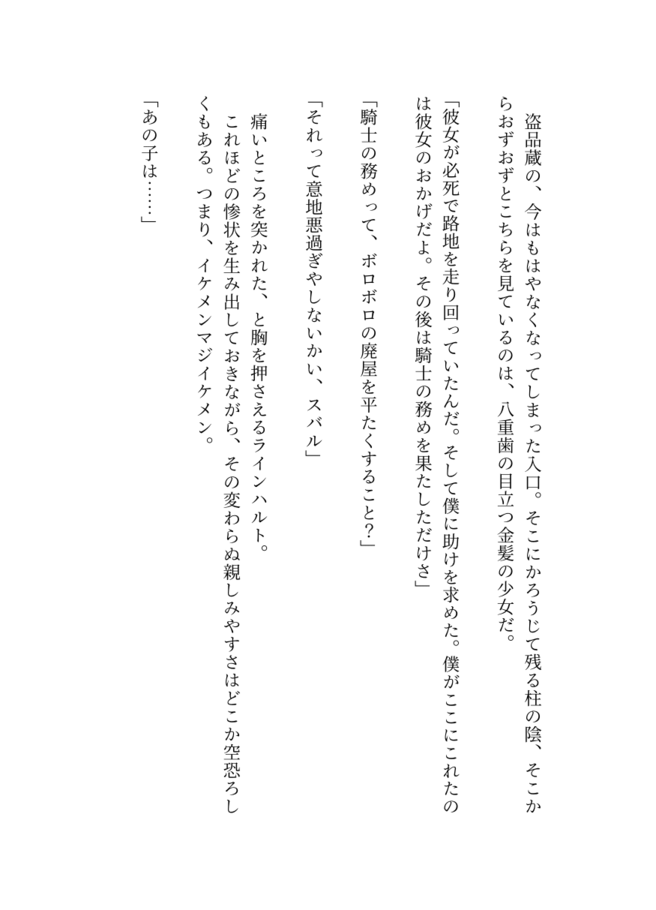 盗品蔵の、今はもはやなくなってしまった入口。そこにかろうじて残る柱の陰、そこか
らおずおずとこちらを見ているのは、八重歯の目立つ金髪の少女だ。
「彼女が必死で路地を走り回っていたんだ。そして僕に助けを求めた。僕がここにこれたの
は彼女のおかげだよ。その後は騎士の務めを果たしただけさ」
「騎士の務めって、ボロボロの廃屋を平たくすること？」
「それって意地悪過ぎやしないかい、スバル」
痛いところを突かれた、と胸を押さえるラインハルト。
これほどの惨状を生み出しておきながら、その変わらぬ親しみやすさはどこか空恐ろし
くもある。つまり、イケメンマジイケメン。
「あの子は……」